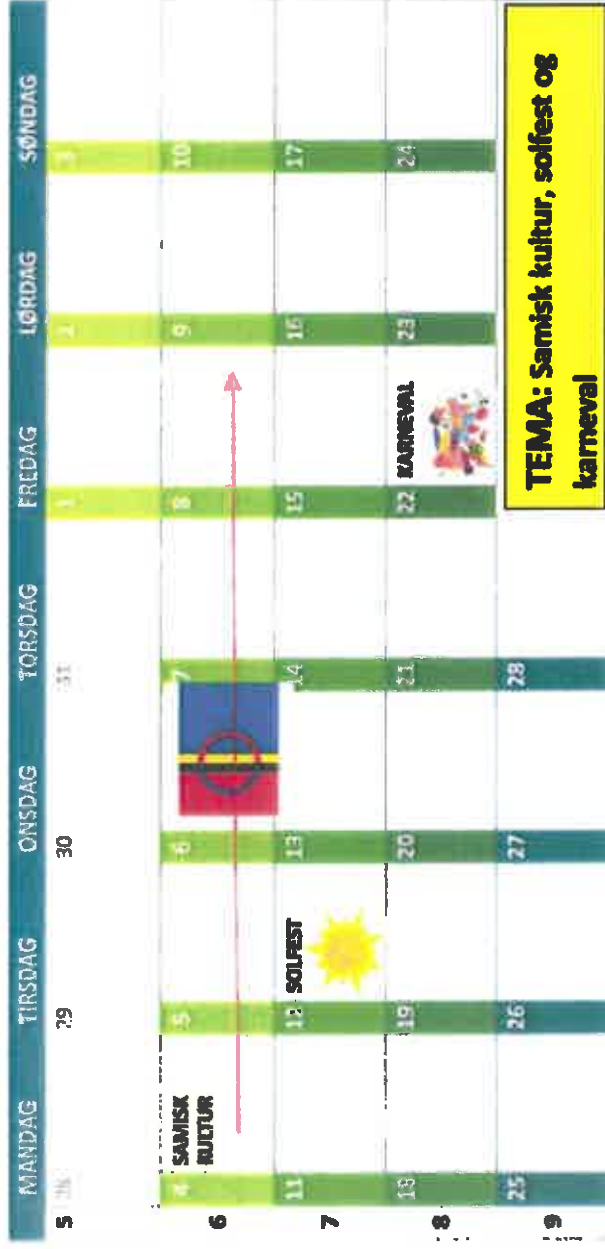 MANDAG TIRSDAG ONSDAG TORSDAG FREDAG LØRDAG SØNDAG
5 28 29 30 31 1 2 3
6 4 5 6 7 8 9 10
SAMISK
KULTUR
7 11 13 14 15 16 17
SOLFEST
8 18 19 20 21 22 23 24
KARNEVAL
9 25 26 27 28
TEMA: Samisk kultur, solfest og
karneval